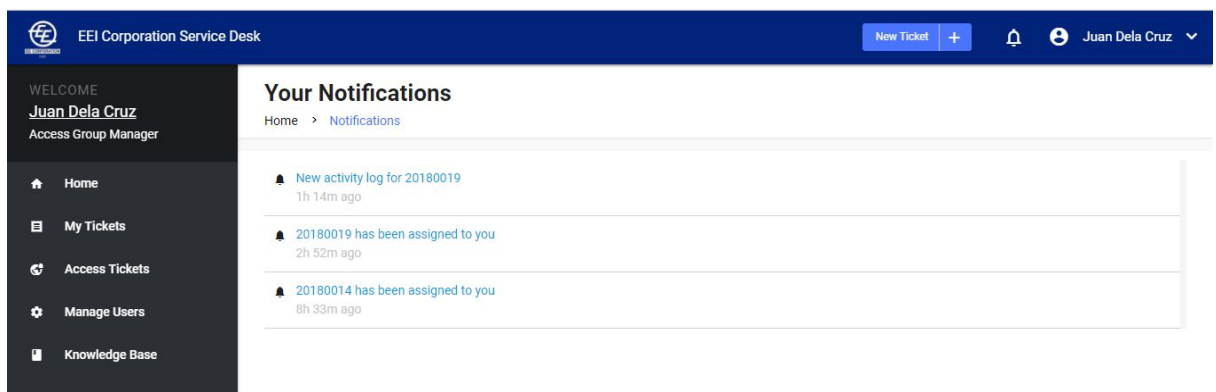 EEI Corporation Service Desk
New Ticket +
Juan Dela Cruz
WELCOME
Juan Dela Cruz
Access Group Manager
Home
My Tickets
Access Tickets
Manage Users
Knowledge Base
Your Notifications
Home > Notifications
New activity log for 20180019
1h 14m ago
20180019 has been assigned to you
2h 52m ago
20180014 has been assigned to you
8h 33m ago